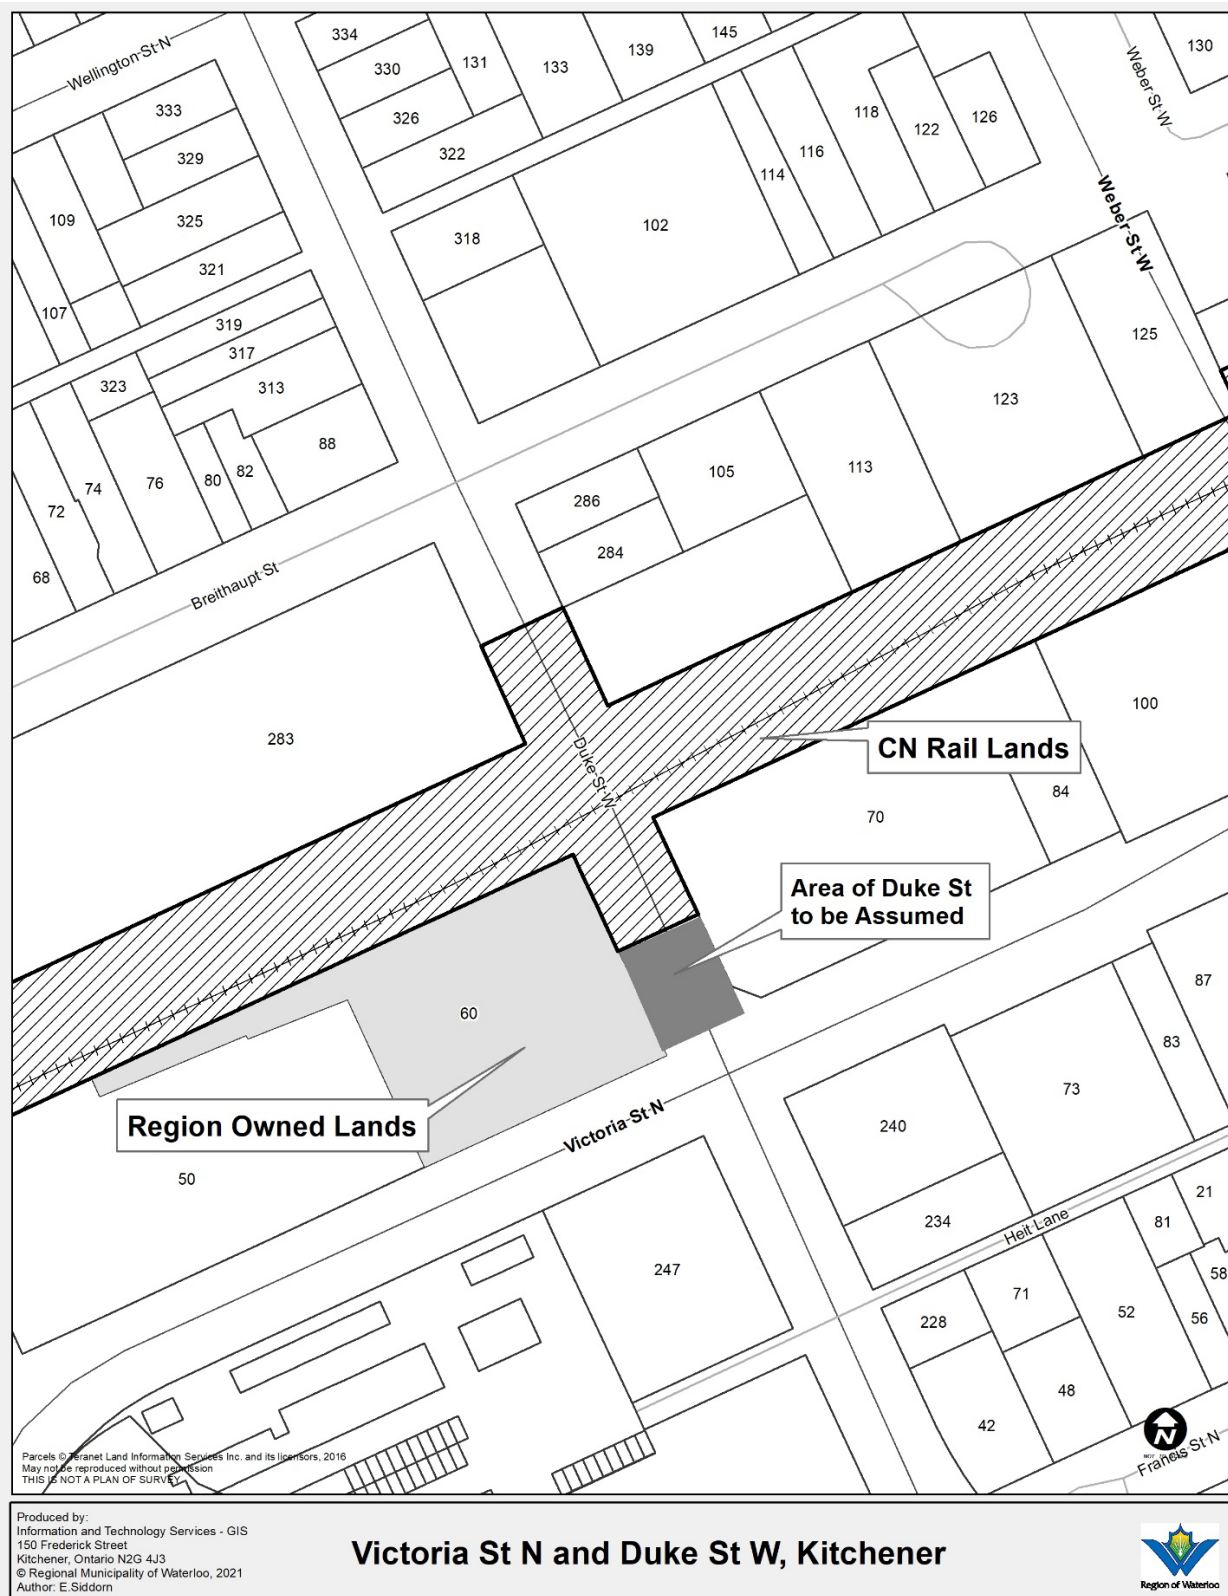 334
145
130
Wellington St N
330
131
133
139
Weber St W
333
326
118
126
329
322
122
116
114
109
325
318
102
Weber St W
321
107
319
125
317
323
313
123
88
105
113
76
80
82
74
72
286
284
68
Breithaupt St
283
Duke St W
CN Rail Lands
100
84
70
Area of Duke St
to be Assumed
60
87
83
73
Region Owned Lands
Victoria St N
240
50
21
234
Heit Lane
81
247
58
71
52
56
228
48
42
N
Francis St N
Parcels © Teranet Land Information Services Inc. and its licensors, 2016
May not be reproduced without permission
THIS IS NOT A PLAN OF SURVEY
Produced by:
Information and Technology Services - GIS
150 Frederick Street
Kitchener, Ontario N2G 4J3
© Regional Municipality of Waterloo, 2021
Author: E.Siddorn
Victoria St N and Duke St W, Kitchener
Region of Waterloo